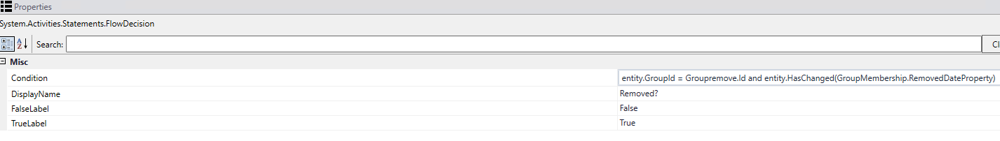 Properties
System.Activities.Statements.FlowDecision
A Z Search: Cl
Misc
Condition entity.GroupId = Groupremove.Id and entity.HasChanged(GroupMembership.RemovedDateProperty)
DisplayName Removed?
FalseLabel False
TrueLabel True